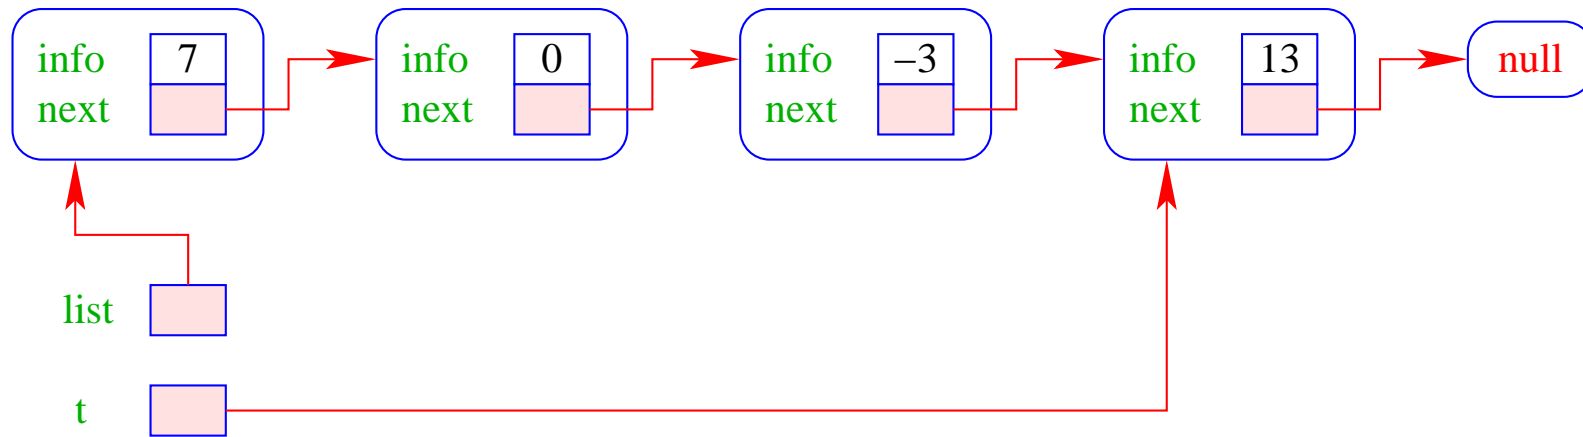 info 7 info 0 info −3 info 13 null
next next next next
list
t